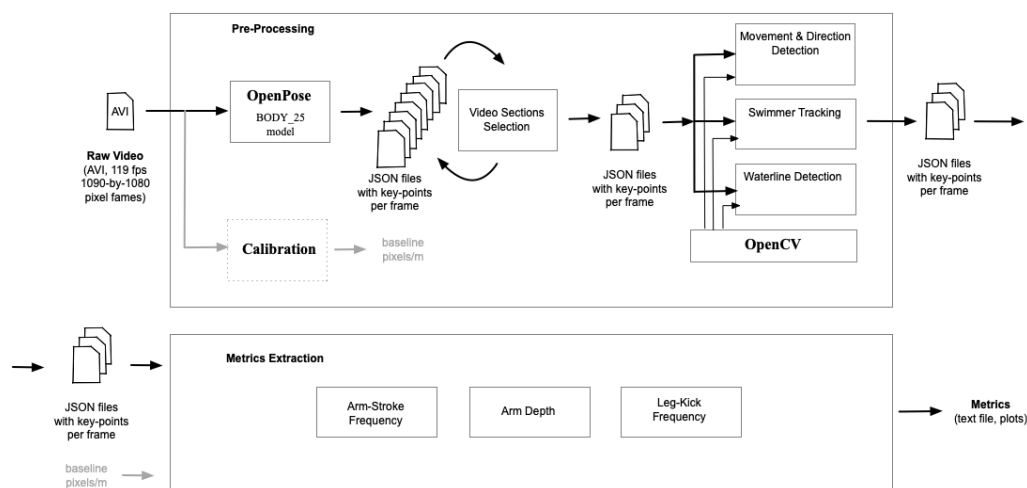 Pre-Processing
AVI
Raw Video
(AVI, 119 fps
1090-by-1080
pixel fames)
OpenPose
BODY_25
model
JSON files
with key-points
per frame
Video Sections
Selection
JSON files
with key-points
per frame
Movement & Direction
Detection
Swimmer Tracking
Waterline Detection
OpenCV
JSON files
with key-points
per frame
Calibration
baseline
pixels/m
JSON files
with key-points
per frame
baseline
pixels/m
Metrics Extraction
Arm-Stroke
Frequency
Arm Depth
Leg-Kick
Frequency
Metrics
(text file, plots)